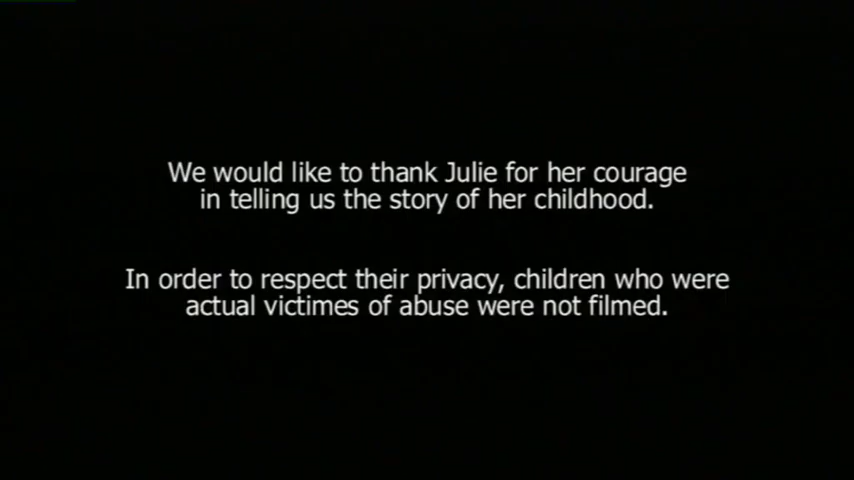 We would like to thank Julie for her courage
in telling us the story of her childhood.
In order to respect their privacy, children who were
actual victimes of abuse were not filmed.